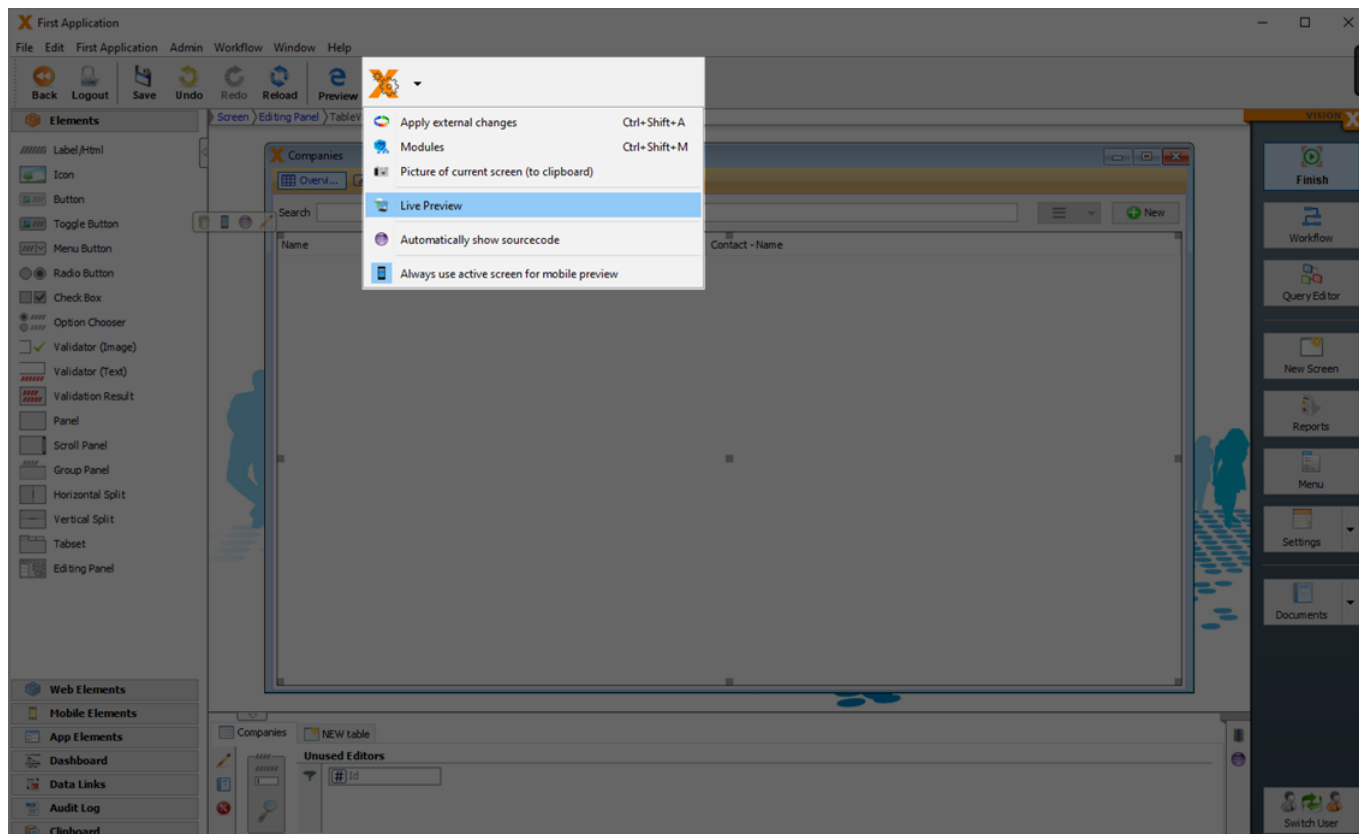 First Application
File Edit First Application Admin Workflow Window Help
Back Logout Save Undo Redo Reload Preview
Elements
Label/Html
Icon
Button
Toggle Button
Menu Button
Radio Button
Check Box
Option Chooser
Validator (Image)
Validator (Text)
Validation Result
Panel
Scroll Panel
Group Panel
Horizontal Split
Vertical Split
Tabset
Editing Panel
Web Elements
Mobile Elements
App Elements
Dashboard
Data Links
Audit Log
Clipboard
Screen Editing Panel TableV
Apply external changes Ctrl+Shift+A
Modules Ctrl+Shift+M
Picture of current screen (to clipboard)
Live Preview
Automatically show sourcecode
Always use active screen for mobile preview
Companies
Overvi...
Search New
Name Contact - Name
Companies NEW table
Unused Editors
# Id
VISION X
Finish
Workflow
Query Editor
New Screen
Reports
Menu
Settings
Documents
Switch User